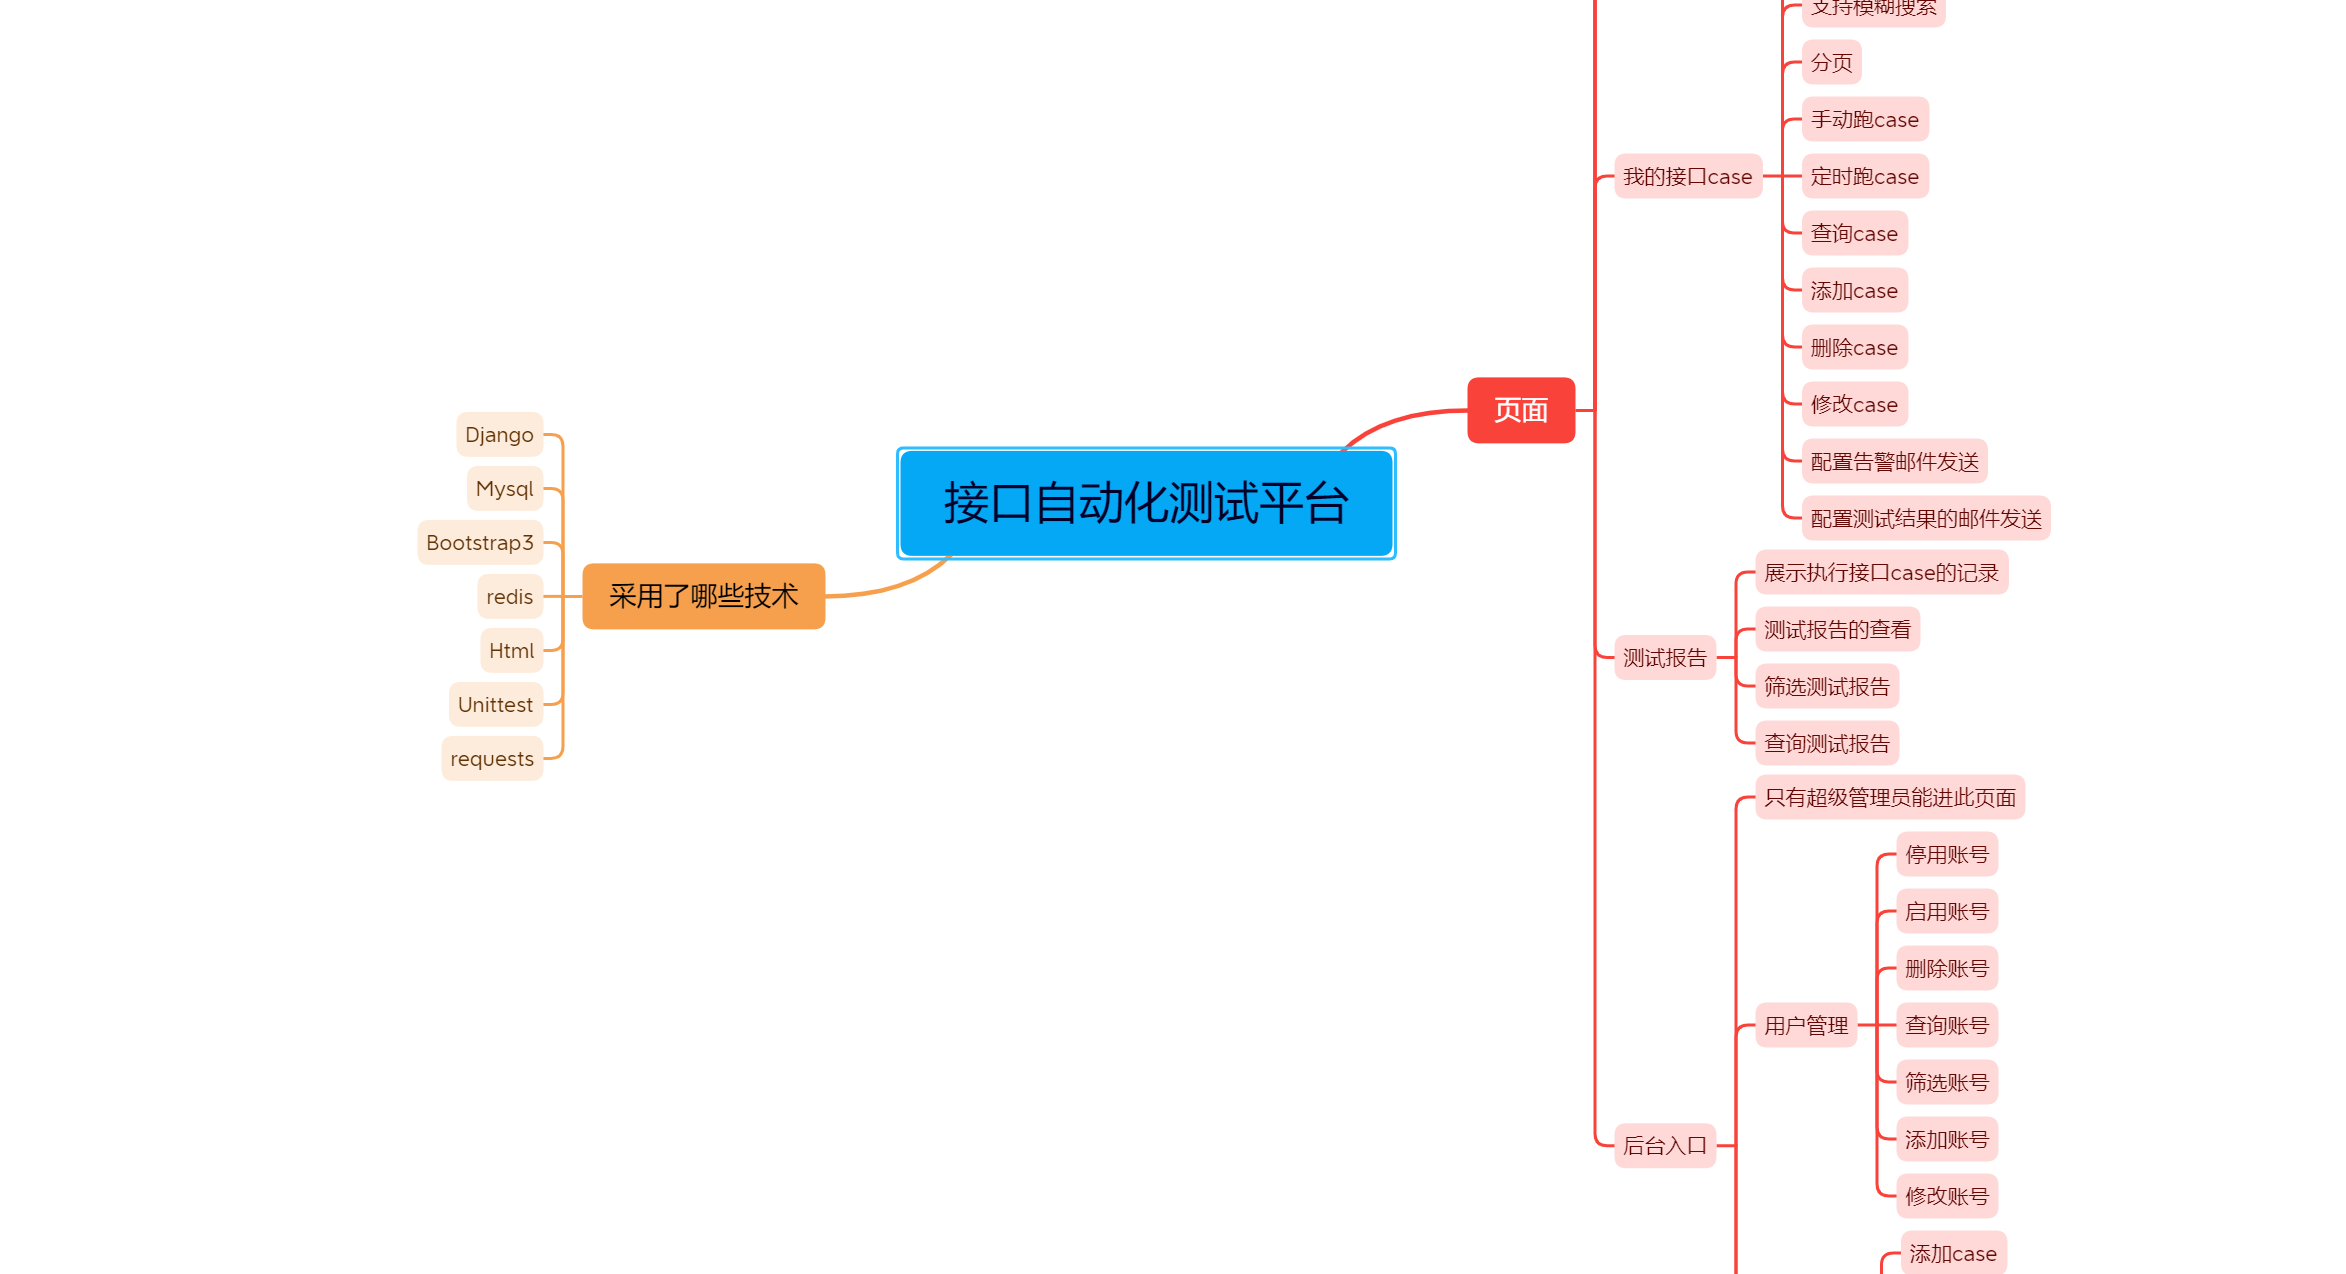 接口自动化测试平台
页面
我的接口case
支持模糊搜索
分页
手动跑case
定时跑case
查询case
添加case
删除case
修改case
配置告警邮件发送
配置测试结果的邮件发送
测试报告
展示执行接口case的记录
测试报告的查看
筛选测试报告
查询测试报告
后台入口
只有超级管理员能进此页面
用户管理
停用账号
启用账号
删除账号
查询账号
筛选账号
添加账号
修改账号
添加case
采用了哪些技术
Django
Mysql
Bootstrap3
redis
Html
Unittest
requests